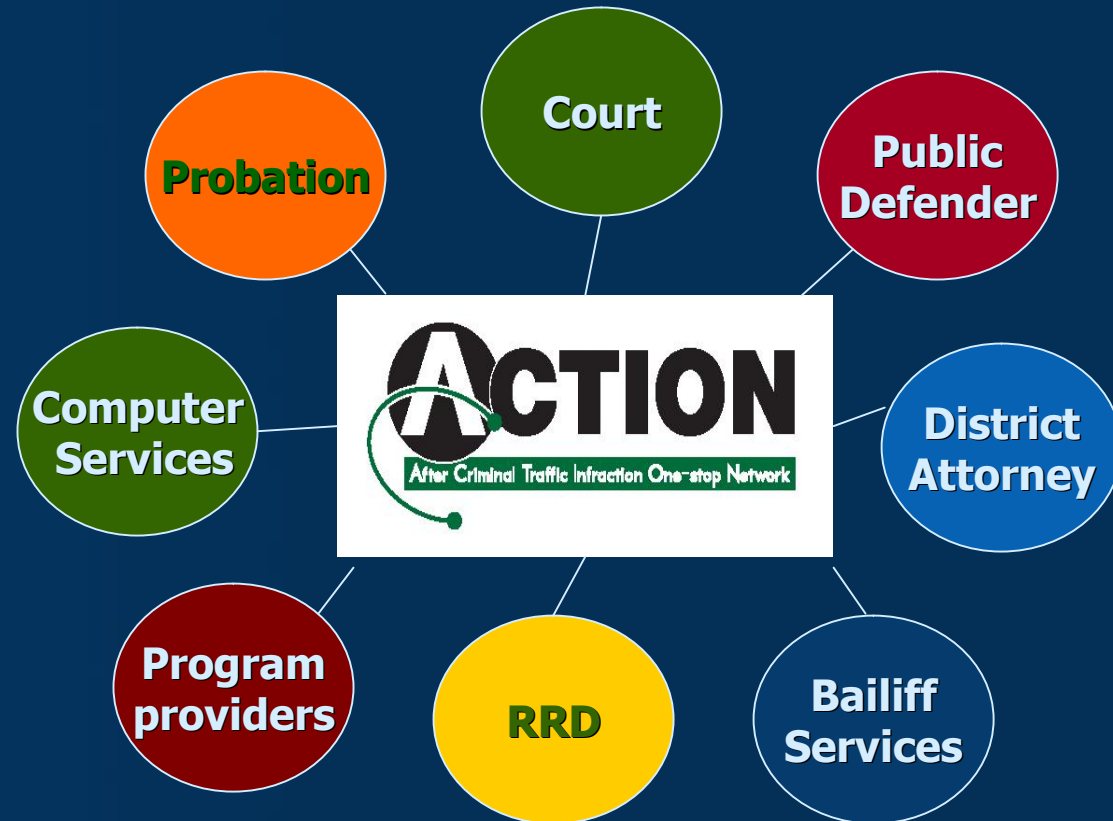 Court
Probation
Public
Defender
ACTION
After Criminal Traffic Infraction One-stop Network
Computer
Services
District
Attorney
Program
providers
RRD
Bailiff
Services